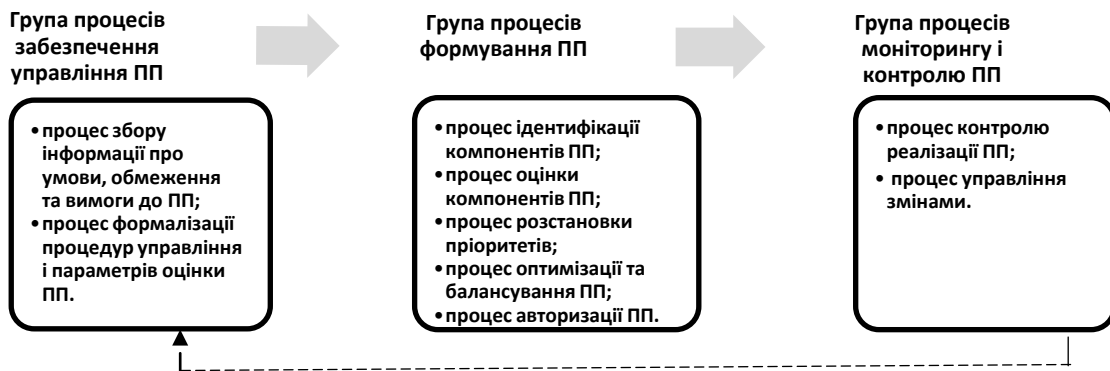 Група процесів
забезпечення
управління ПП
•процес збору
інформації про
умови, обмеження
та вимоги до ПП;
•процес формалізації
процедур управління
і параметрів оцінки
ПП.
Група процесів
формування ПП
•процес ідентифікації
компонентів ПП;
•процес оцінки
компонентів ПП;
•процес розстановки
пріоритетів;
•процес оптимізації та
балансування ПП;
•процес авторизації ПП.
Група процесів
моніторингу і
контролю ПП
•процес контролю
реалізації ПП;
• процес управління
змінами.